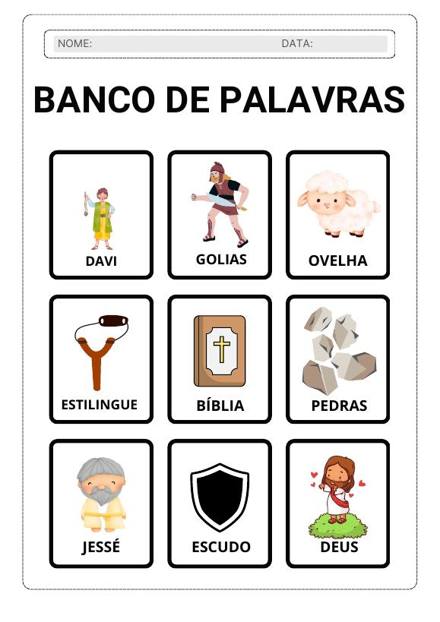 NOME: DATA:
BANCO DE PALAVRAS
DAVI
GOLIAS
OVELHA
ESTILINGUE
BÍBLIA
PEDRAS
JESSÉ
ESCUDO
DEUS